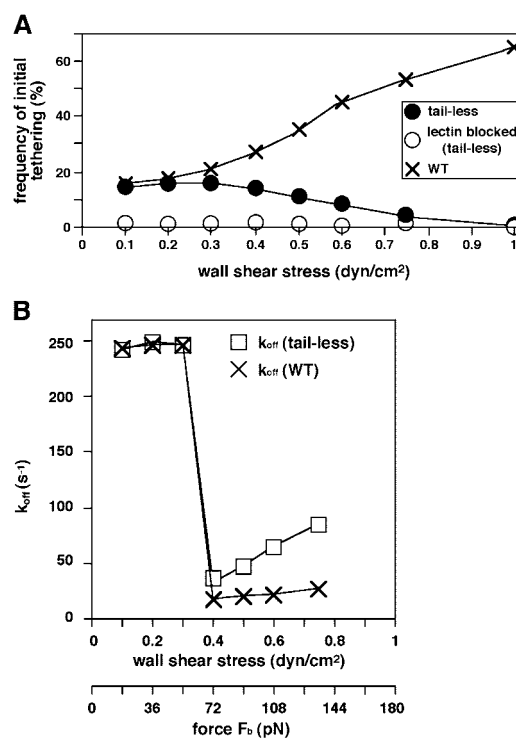 A
frequency of initial
tethering (%)
60
40
20
0
tail-less
lectin blocked
(tail-less)
WT
0 0.1 0.2 0.3 0.4 0.5 0.6 0.7 0.8 0.9 1
wall shear stress (dyn/cm²)
B
koff (s⁻¹)
250
200
150
100
50
0
koff (tail-less)
koff (WT)
0 0.2 0.4 0.6 0.8 1
wall shear stress (dyn/cm²)
0 36 72 108 144 180
force Fb (pN)